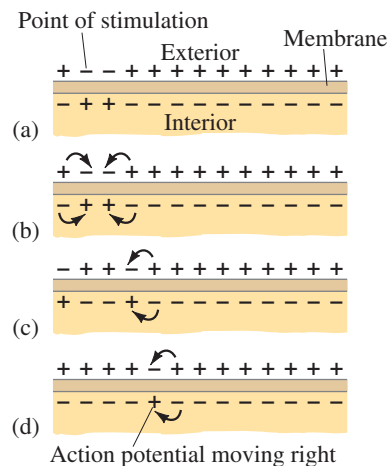 Point of stimulation
Exterior
Membrane
+ − − + + + + + + + + + +
− + + − − − − − − − − − −
(a)
Interior
+ − − + + + + + + + + + +
− + + − − − − − − − − − −
(b)
− + + − + + + + + + + + +
+ − − + − − − − − − − − −
(c)
+ + + + − + + + + + + + +
− − − − + − − − − − − − −
(d)
Action potential moving right